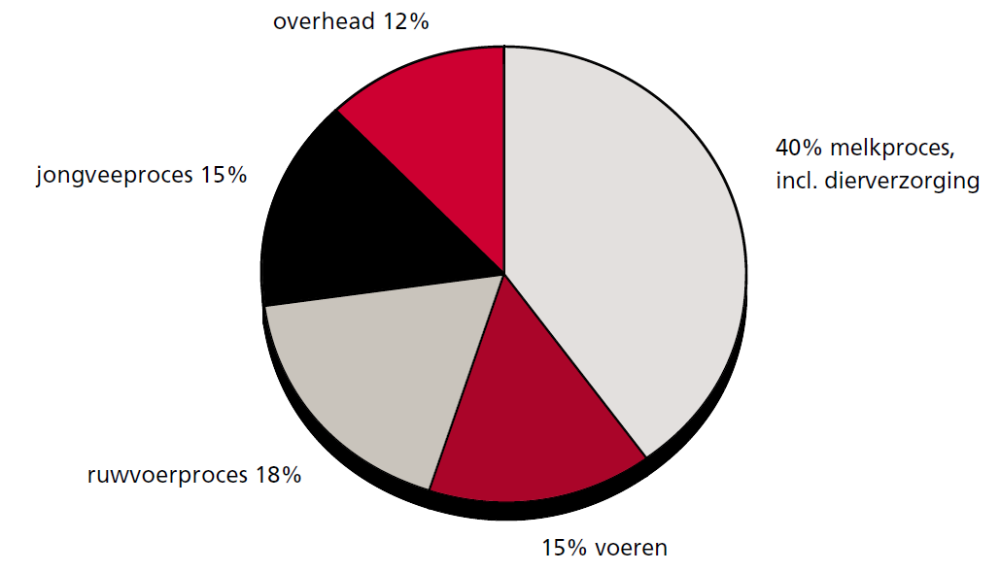 overhead 12%
40% melkproces,
incl. dierverzorging
jongveeproces 15%
ruwvoerproces 18%
15% voeren